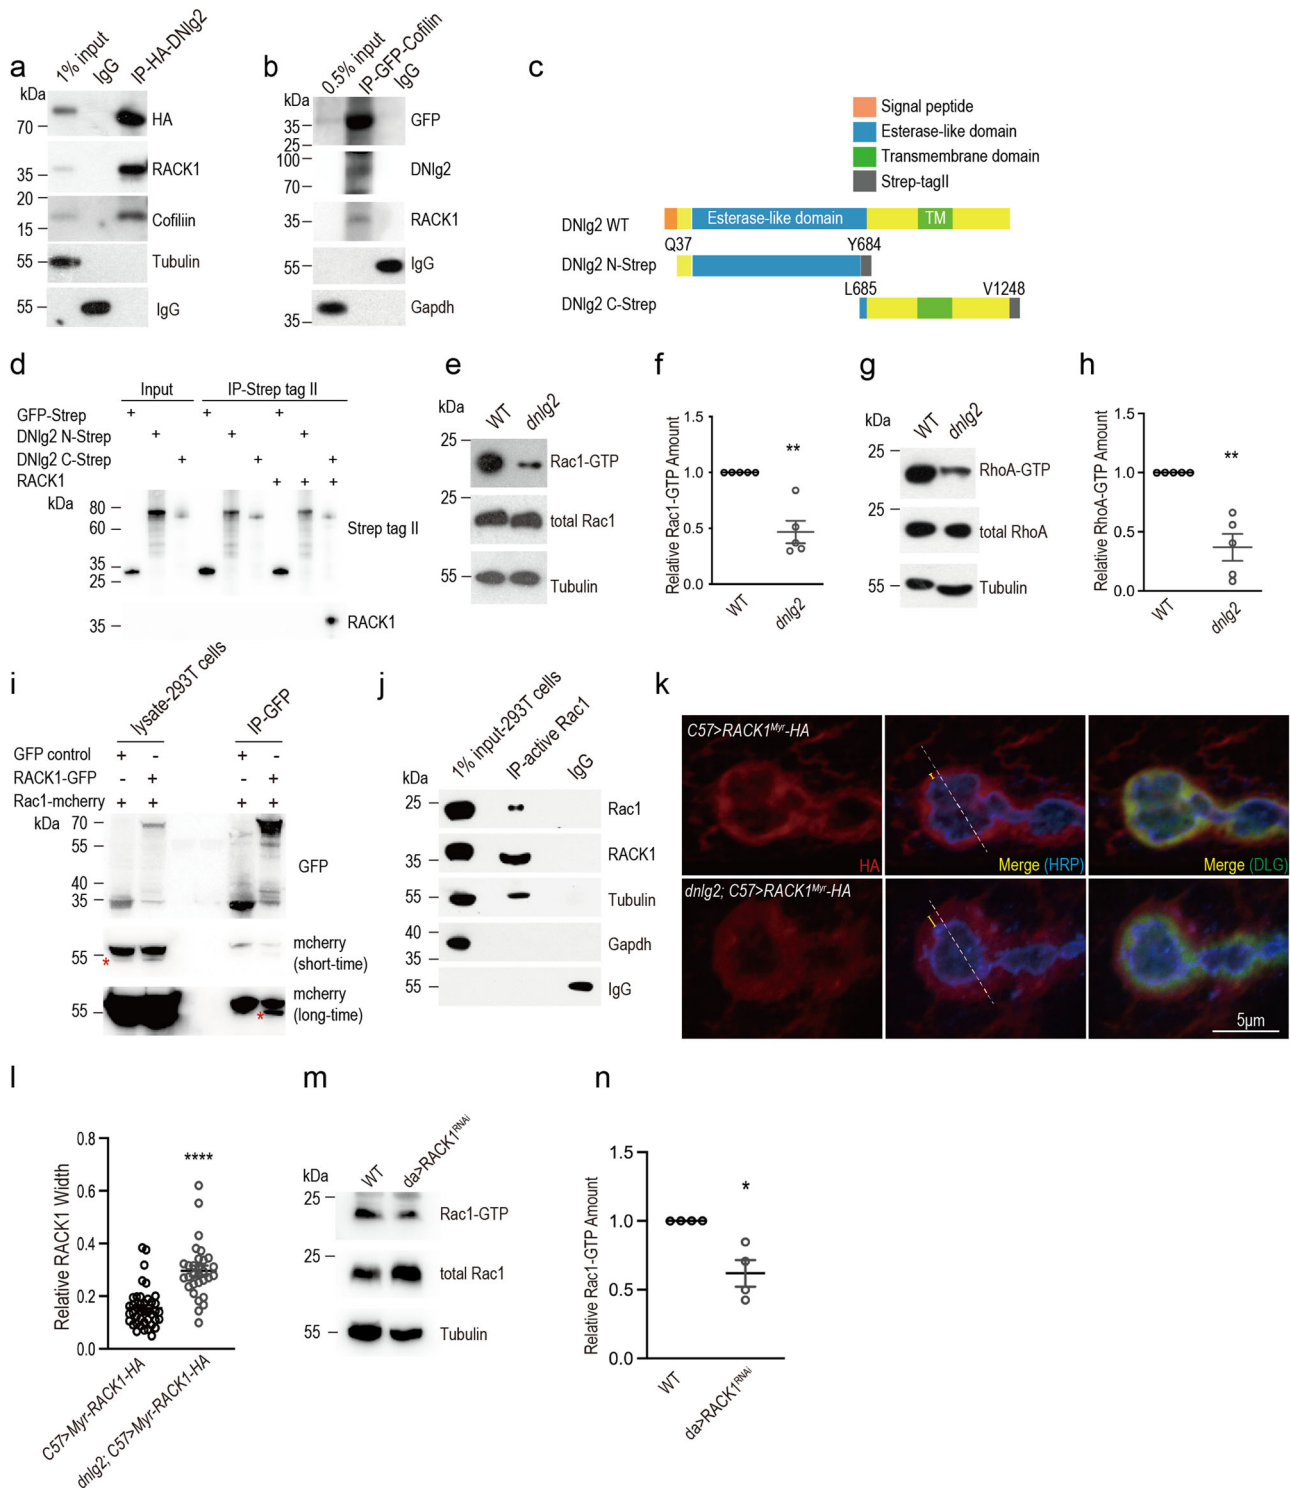 a
1% input
IgG
IP-HA-DNlg2
kDa
70
HA
35
RACK1
20
15
Cofiliin
55
Tubulin
55
IgG
b
0.5% input
IP-GFP-Cofilin
IgG
kDa
35
25
GFP
100
70
DNlg2
35
RACK1
55
IgG
35
Gapdh
c
Signal peptide
Esterase-like domain
Transmembrane domain
Strep-tagII
DNlg2 WT
Esterase-like domain
TM
Q37
Y684
DNlg2 N-Strep
L685
V1248
DNlg2 C-Strep
d
Input
IP-Strep tag II
GFP-Strep + + +
DNlg2 N-Strep + + +
DNlg2 C-Strep + + +
RACK1 + + +
kDa
80
60
35
25
Strep tag II
35
RACK1
e
kDa
WT
dnlg2
25
Rac1-GTP
25
total Rac1
55
Tubulin
f
Relative Rac1-GTP Amount
1.5
1.0
0.5
0.0
**
WT
dnlg2
g
kDa
WT
dnlg2
25
RhoA-GTP
25
total RhoA
55
Tubulin
h
Relative RhoA-GTP Amount
1.5
1.0
0.5
0.0
**
WT
dnlg2
i
lysate-293T cells
IP-GFP
GFP control + - + -
RACK1-GFP - + - +
Rac1-mcherry + + + +
kDa
70
55
40
35
GFP
55
*
mcherry
(short-time)
55
*
mcherry
(long-time)
j
1% input-293T cells
IP-active Rac1
IgG
kDa
25
Rac1
35
RACK1
55
Tubulin
40
35
Gapdh
55
IgG
k
C57>RACK1Myr-HA
HA
Merge (HRP)
Merge (DLG)
dnlg2; C57>RACK1Myr-HA
5μm
l
Relative RACK1 Width
0.8
0.6
0.4
0.2
0.0
****
C57>Myr-RACK1-HA
dnlg2; C57>Myr-RACK1-HA
m
kDa
WT
da>RACK1RNAi
25
Rac1-GTP
25
total Rac1
55
Tubulin
n
Relative Rac1-GTP Amount
1.5
1.0
0.5
0.0
*
WT
da>RACK1RNAi